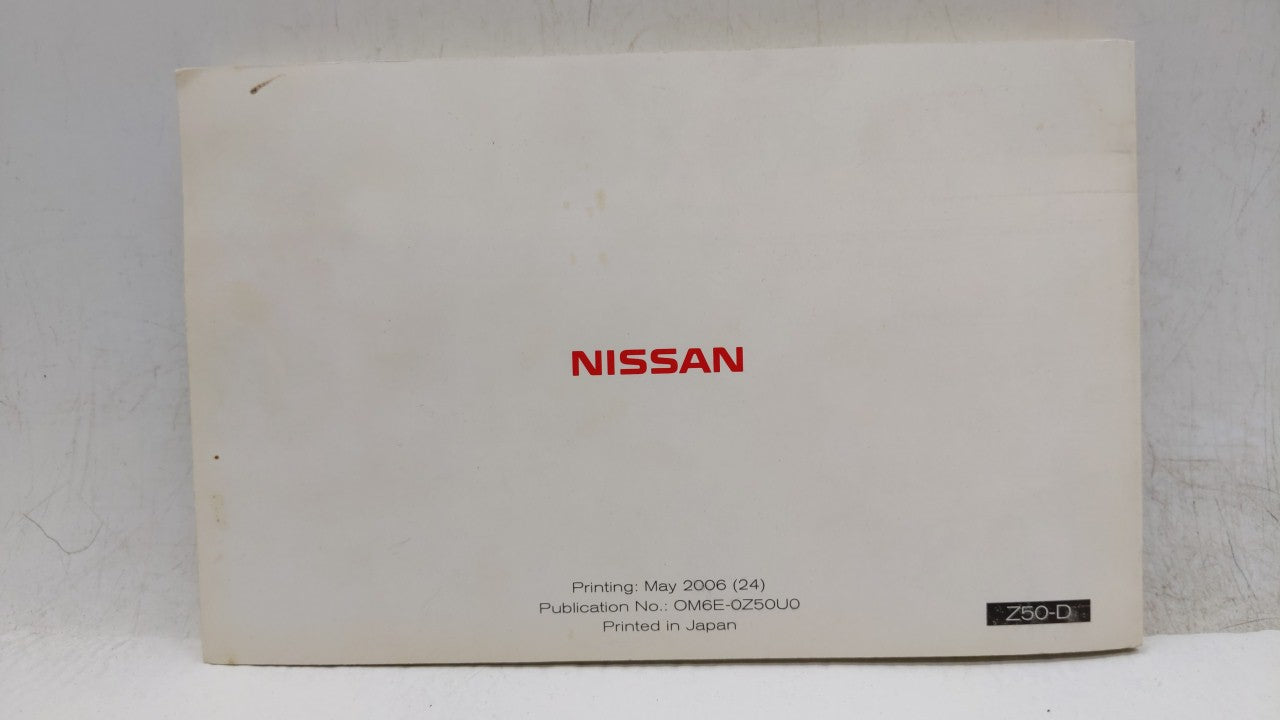 NISSAN
Printing: May 2006 (24)
Publication No.: OM6E-0Z50U0
Printed in Japan
Z50-D